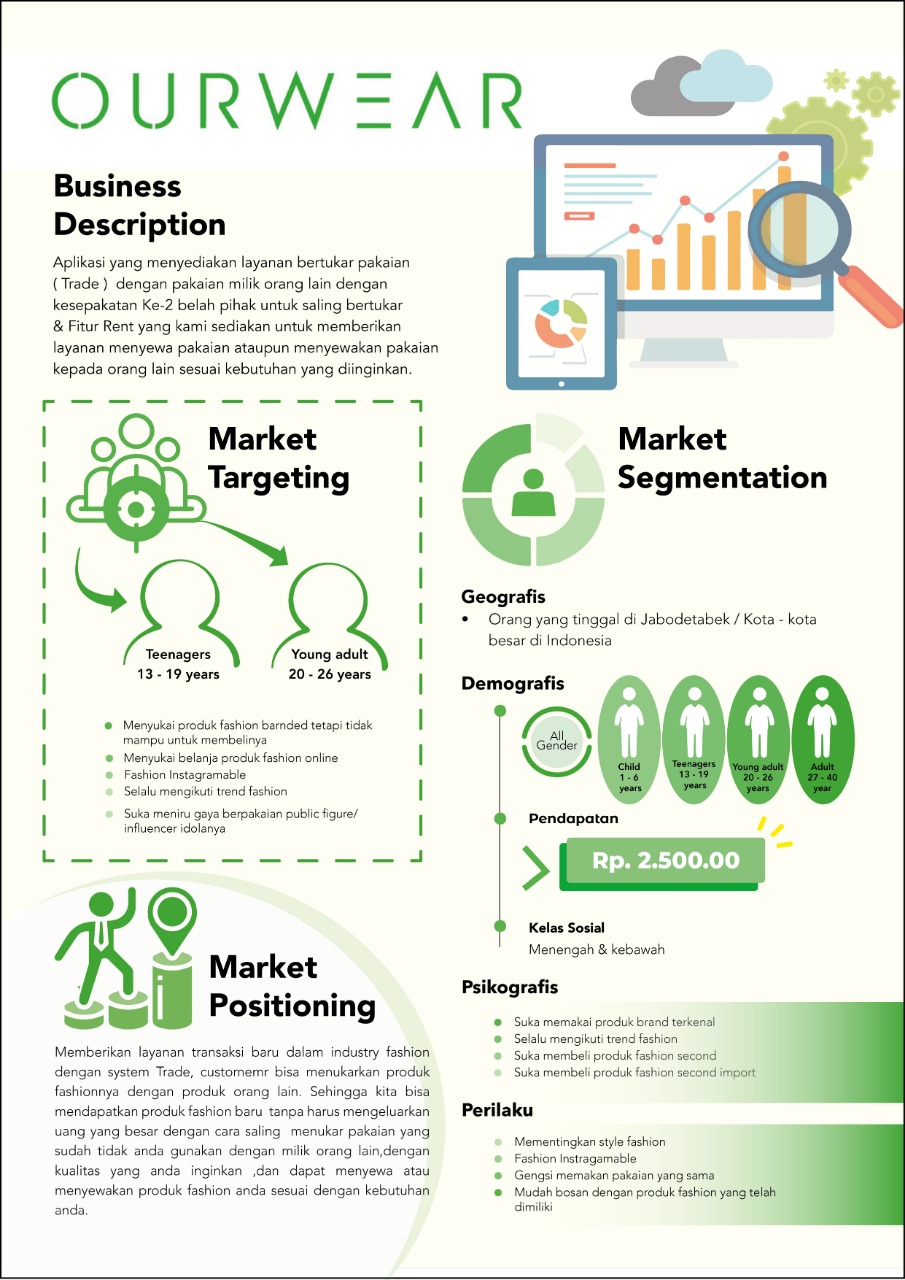 OURWEAR
Business
Description
Aplikasi yang menyediakan layanan bertukar pakaian
( Trade ) dengan pakaian milik orang lain dengan
kesepakatan Ke-2 belah pihak untuk saling bertukar
& Fitur Rent yang kami sediakan untuk memberikan
layanan menyewa pakaian ataupun menyewakan pakaian
kepada orang lain sesuai kebutuhan yang diinginkan.
Market
Targeting
Teenagers
13 - 19 years
Young adult
20 - 26 years
Menyukai produk fashion barnded tetapi tidak
mampu untuk membelinya
Menyukai belanja produk fashion online
Fashion Instagramable
Selalu mengikuti trend fashion
Suka meniru gaya berpakaian public figure/
influencer idolanya
Market
Positioning
Memberikan layanan transaksi baru dalam industry fashion
dengan system Trade, customemr bisa menukarkan produk
fashionnya dengan produk orang lain. Sehingga kita bisa
mendapatkan produk fashion baru tanpa harus mengeluarkan
uang yang besar dengan cara saling menukar pakaian yang
sudah tidak anda gunakan dengan milik orang lain,dengan
kualitas yang anda inginkan ,dan dapat menyewa atau
menyewakan produk fashion anda sesuai dengan kebutuhan
anda.
Market
Segmentation
Geografis
• Orang yang tinggal di Jabodetabek / Kota - kota
besar di Indonesia
Demografis
All
Gender
Child
1 - 6
years
Teenagers
13 - 19
years
Young adult
20 - 26
years
Adult
27 - 40
year
Pendapatan
Rp. 2.500.00
Kelas Sosial
Menengah & kebawah
Psikografis
Suka memakai produk brand terkenal
Selalu mengikuti trend fashion
Suka membeli produk fashion second
Suka membeli produk fashion second import
Perilaku
Mementingkan style fashion
Fashion Instragamable
Gengsi memakan pakaian yang sama
Mudah bosan dengan produk fashion yang telah
dimiliki